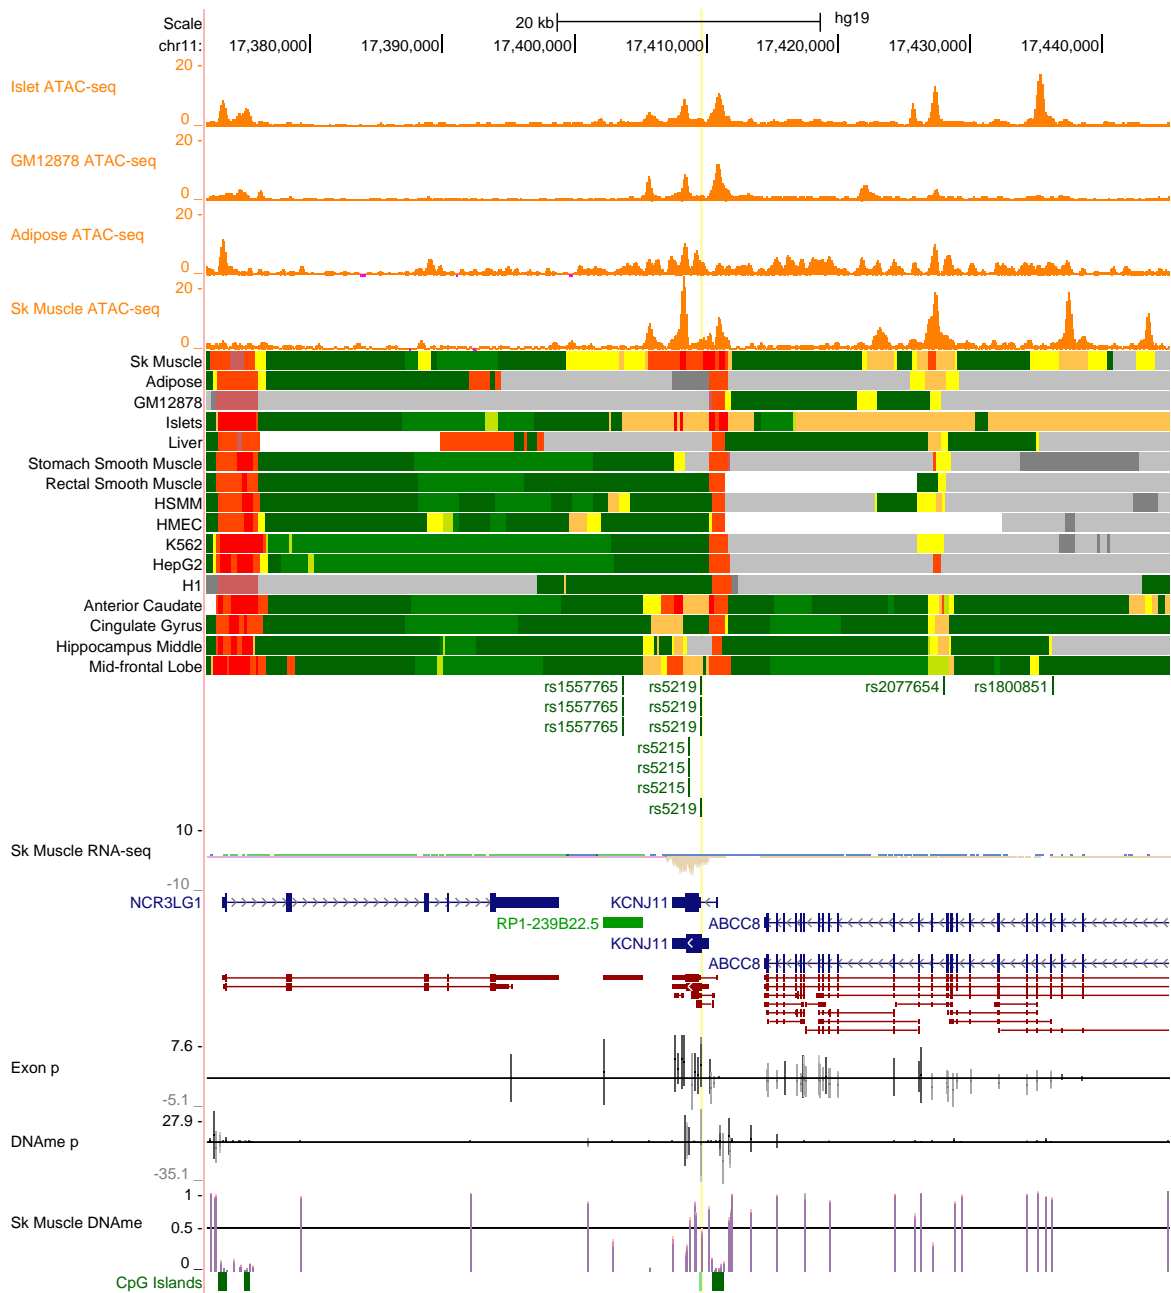 Scale 20 kb hg19
chr11: 17,380,000 17,390,000 17,400,000 17,410,000 17,420,000 17,430,000 17,440,000
20 -
Islet ATAC-seq
0 _
20 -
GM12878 ATAC-seq
0 _
20 -
Adipose ATAC-seq
0 _
20 -
Sk Muscle ATAC-seq
0 _
Sk Muscle
Adipose
GM12878
Islets
Liver
Stomach Smooth Muscle
Rectal Smooth Muscle
HSMM
HMEC
K562
HepG2
H1
Anterior Caudate
Cingulate Gyrus
Hippocampus Middle
Mid-frontal Lobe
rs1557765 rs5219 rs2077654 rs1800851
rs1557765 rs5219
rs1557765 rs5219
rs5215
rs5215
rs5215
rs5219
10 -
Sk Muscle RNA-seq
-10 _
NCR3LG1 KCNJ11
RP1-239B22.5 ABCC8
KCNJ11
ABCC8
7.6 -
Exon p
-5.1 _
27.9 -
DNAme p
-35.1 _
1 -
Sk Muscle DNAme 0.5 -
0 _
CpG Islands